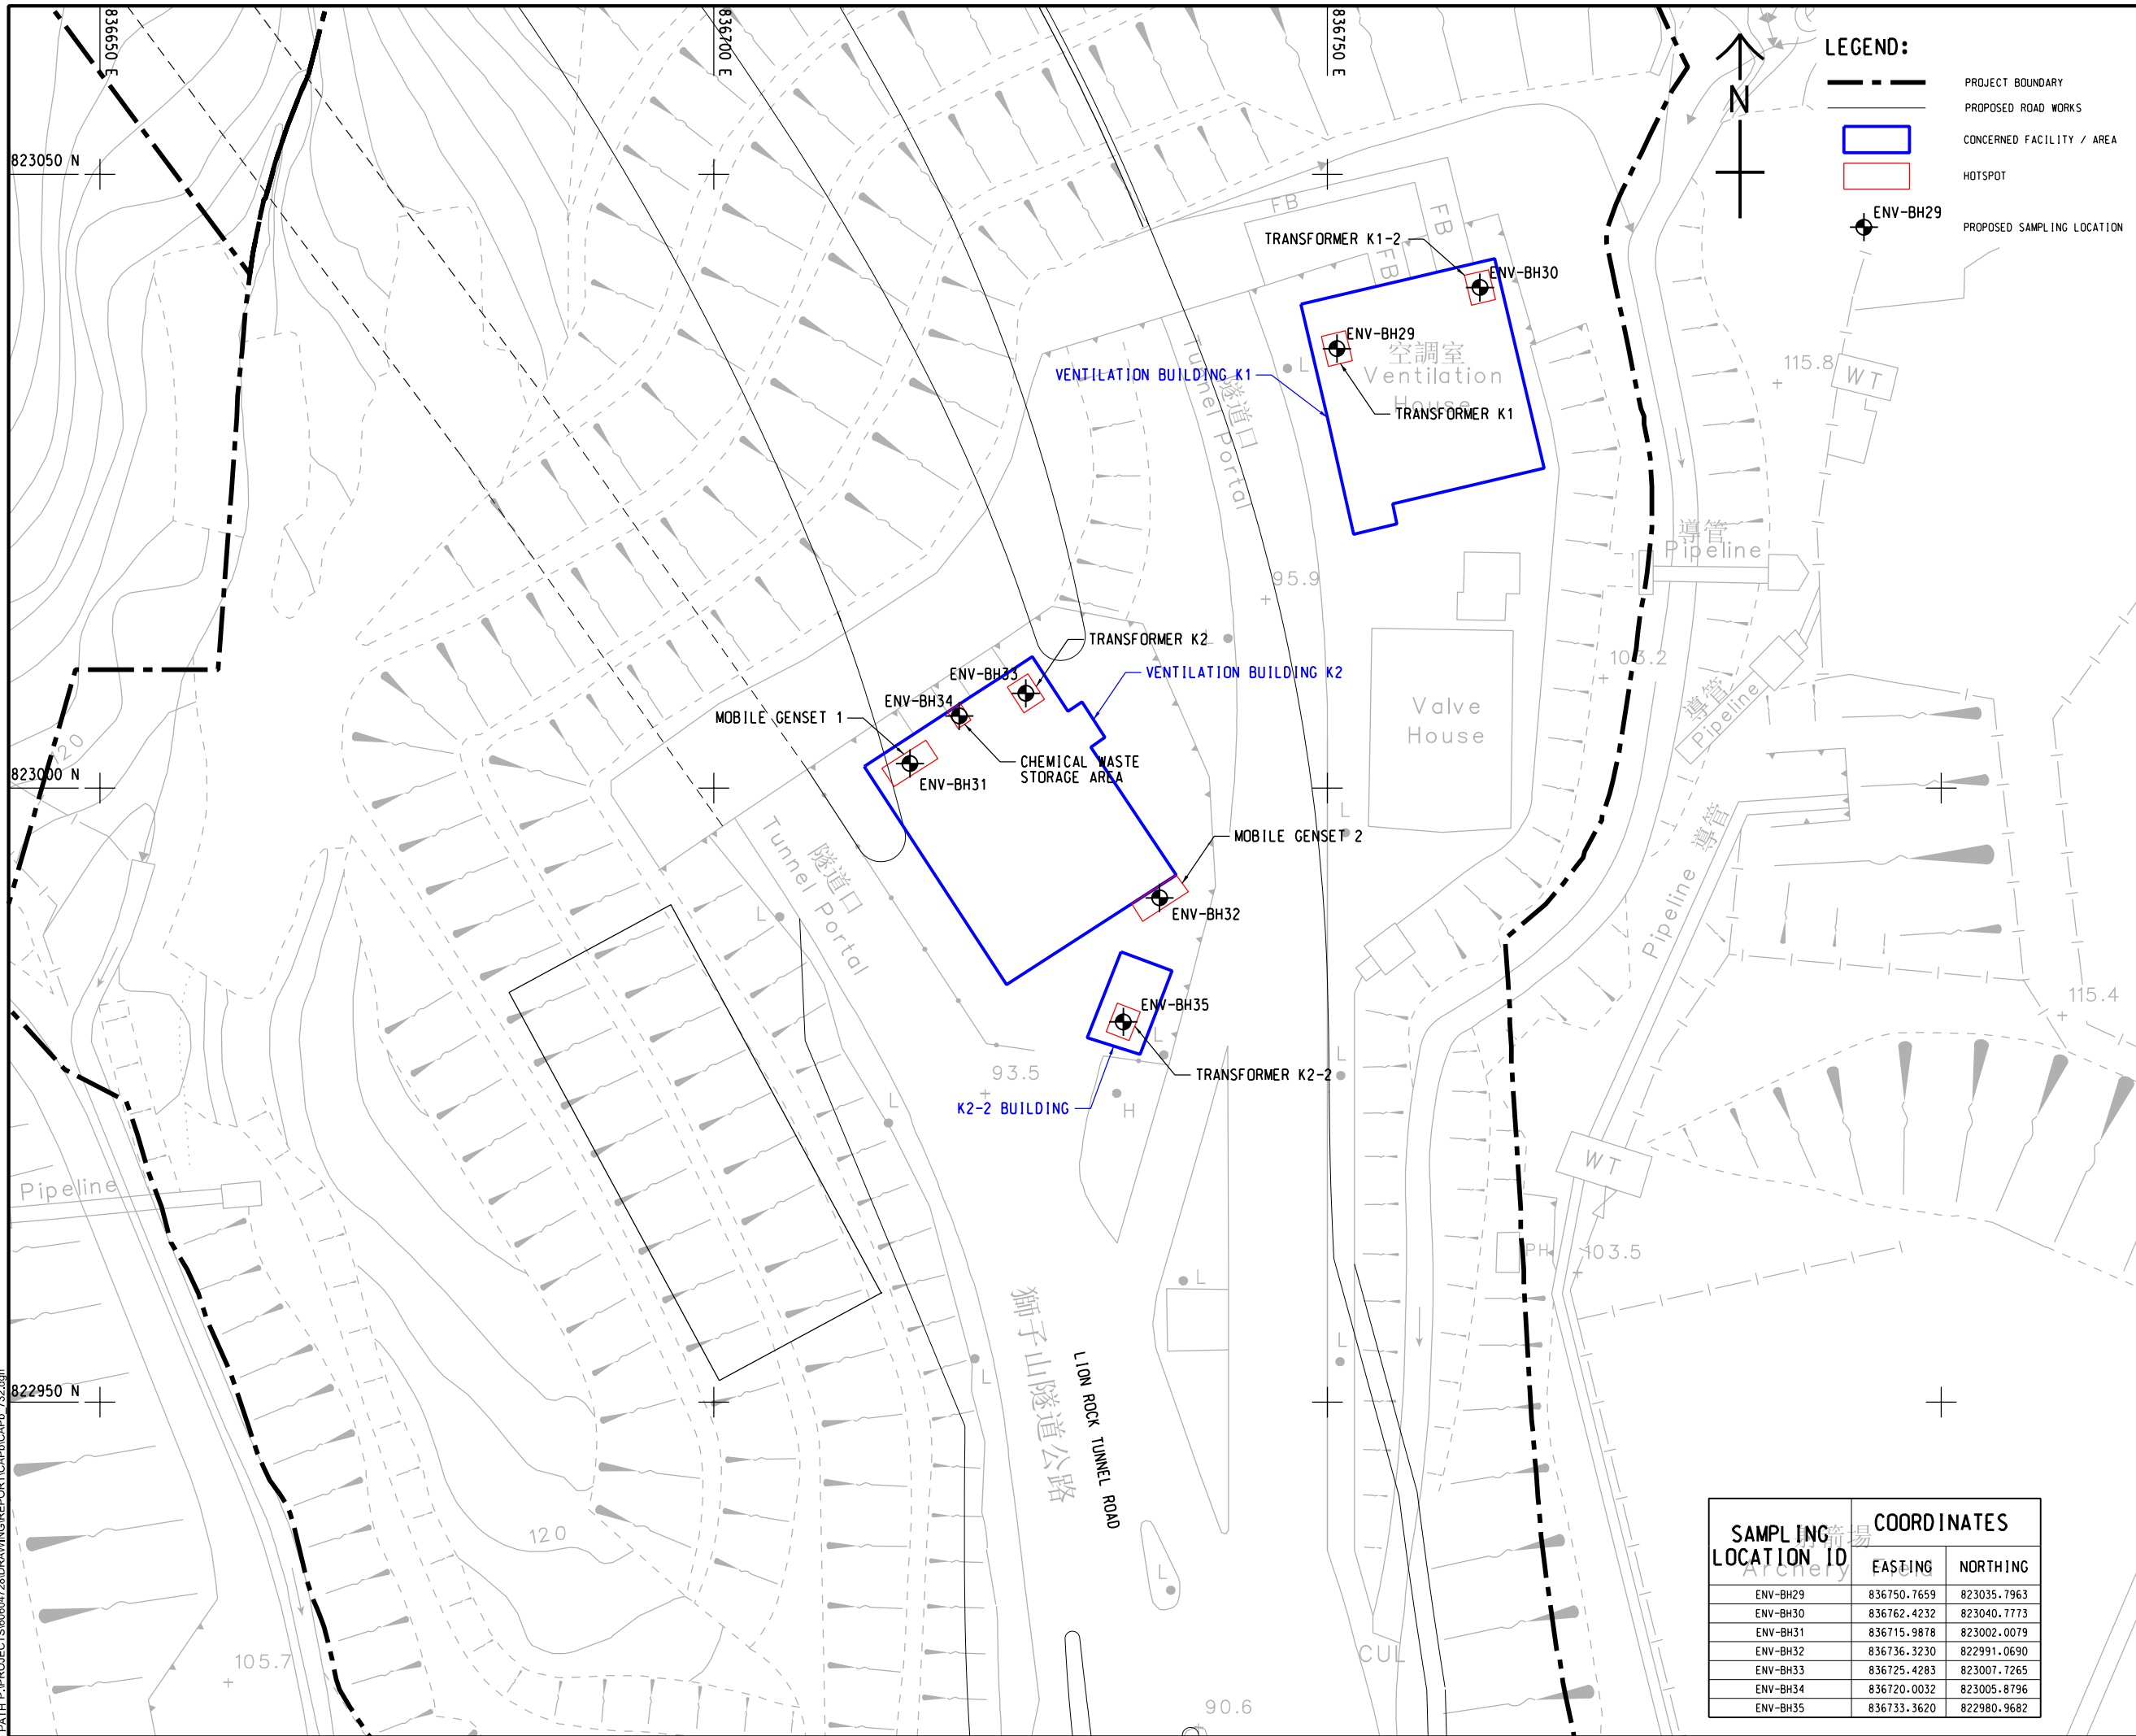 836650 E
836700 E
836750 E
LEGEND:
PROJECT BOUNDARY
PROPOSED ROAD WORKS
CONCERNED FACILITY / AREA
HOTSPOT
ENV-BH29
PROPOSED SAMPLING LOCATION
N
823050 N
FB
FB
FB
TRANSFORMER K1-2
ENV-BH30
ENV-BH29
空調室
Ventilation
House
VENTILATION BUILDING K1
L
TRANSFORMER K1
隧道口
Tunnel Portal
115.8
WT
導管
Pipeline
95.9
L
TRANSFORMER K2
VENTILATION BUILDING K2
ENV-BH33
ENV-BH34
MOBILE GENSET 1
CHEMICAL WASTE
STORAGE AREA
ENV-BH31
103.2
導管
Pipeline
Valve
House
120
823000 N
L
MOBILE GENSET 2
ENV-BH32
隧道口
Tunnel Portal
L
Pipeline 導管
115.4
ENV-BH35
L
L
TRANSFORMER K2-2
93.5
K2-2 BUILDING
H
L
WT
Pipeline
PH
103.5
L
獅子山隧道公路
LION ROCK TUNNEL ROAD
L
L
822950 N
120
L
CUL
105.7
90.6
射箭場
Archery Field
SAMPLING
LOCATION ID
COORDINATES
EASTING NORTHING
ENV-BH29 836750.7659 823035.7963
ENV-BH30 836762.4232 823040.7773
ENV-BH31 836715.9878 823002.0079
ENV-BH32 836736.3230 822991.0690
ENV-BH33 836725.4283 823007.7265
ENV-BH34 836720.0032 823005.8796
ENV-BH35 836733.3620 822980.9682